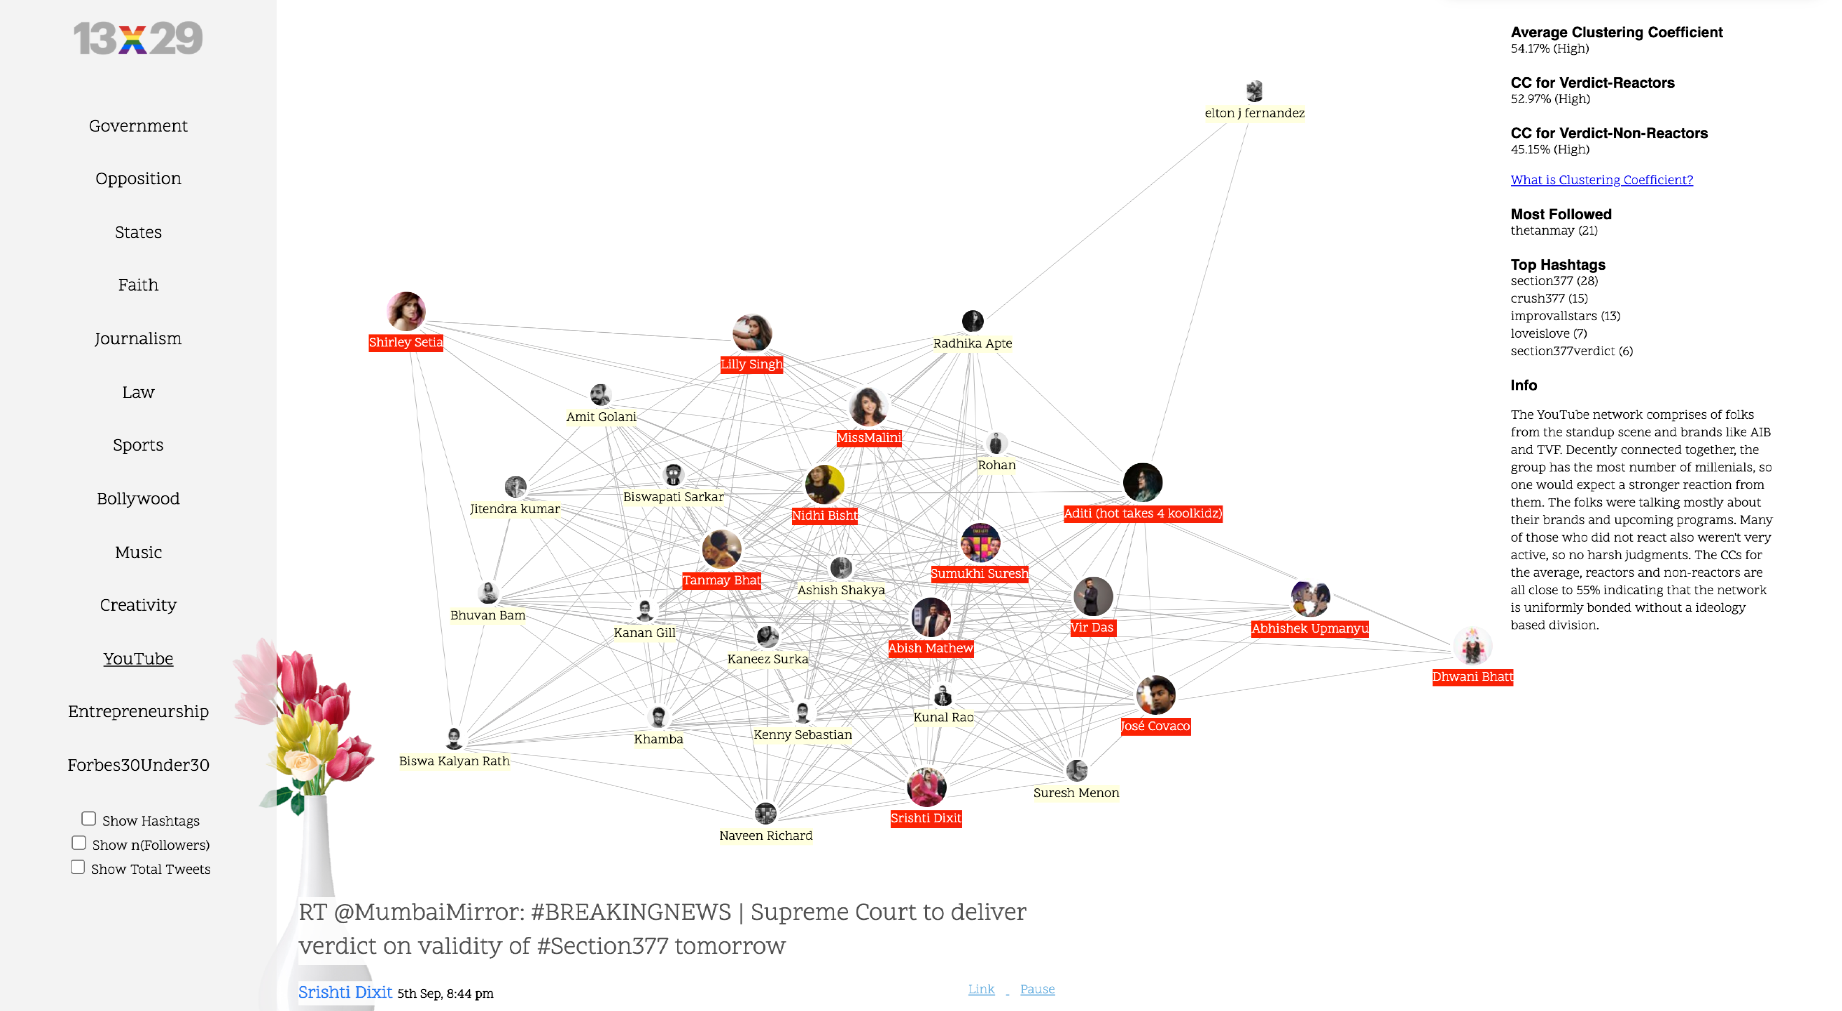 13x29
Government
Opposition
States
Faith
Journalism
Law
Sports
Bollywood
Music
Creativity
YouTube
Entrepreneurship
Forbes30Under30
Show Hashtags
Show n(Followers)
Show Total Tweets
elton j fernandez
Shirley Setia
Lilly Singh
Radhika Apte
Amit Golani
MissMalini
Rohan
Biswapati Sarkar
Jitendra kumar
Nidhi Bisht
Aditi (hot takes 4 koolkidz)
Tanmay Bhat
Sumukhi Suresh
Ashish Shakya
Bhuvan Bam
Kanan Gill
Vir Das
Abhishek Upmanyu
Abish Mathew
Kaneez Surka
Dhwani Bhatt
Kunal Rao
José Covaco
Khamba
Kenny Sebastian
Biswa Kalyan Rath
Suresh Menon
Srishti Dixit
Naveen Richard
RT @MumbaiMirror: #BREAKINGNEWS | Supreme Court to deliver
verdict on validity of #Section377 tomorrow
Srishti Dixit 5th Sep, 8:44 pm
Link - Pause
Average Clustering Coefficient
54.17% (High)
CC for Verdict-Reactors
52.97% (High)
CC for Verdict-Non-Reactors
45.15% (High)
What is Clustering Coefficient?
Most Followed
thetanmay (21)
Top Hashtags
section377 (28)
crush377 (15)
improvallstars (13)
loveislove (7)
section377verdict (6)
Info
The YouTube network comprises of folks
from the standup scene and brands like AIB
and TVF. Decently connected together, the
group has the most number of millenials, so
one would expect a stronger reaction from
them. The folks were talking mostly about
their brands and upcoming programs. Many
of those who did not react also weren't very
active, so no harsh judgments. The CCs for
the average, reactors and non-reactors are
all close to 55% indicating that the network
is uniformly bonded without a ideology
based division.